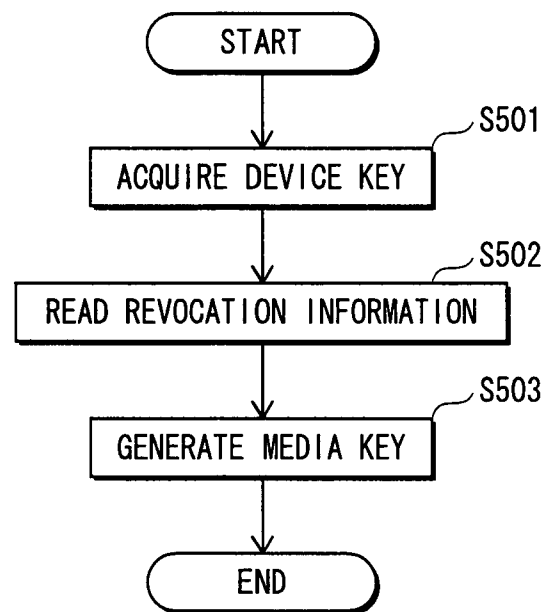 START
S501
ACQUIRE DEVICE KEY
S502
READ REVOCATION INFORMATION
S503
GENERATE MEDIA KEY
END